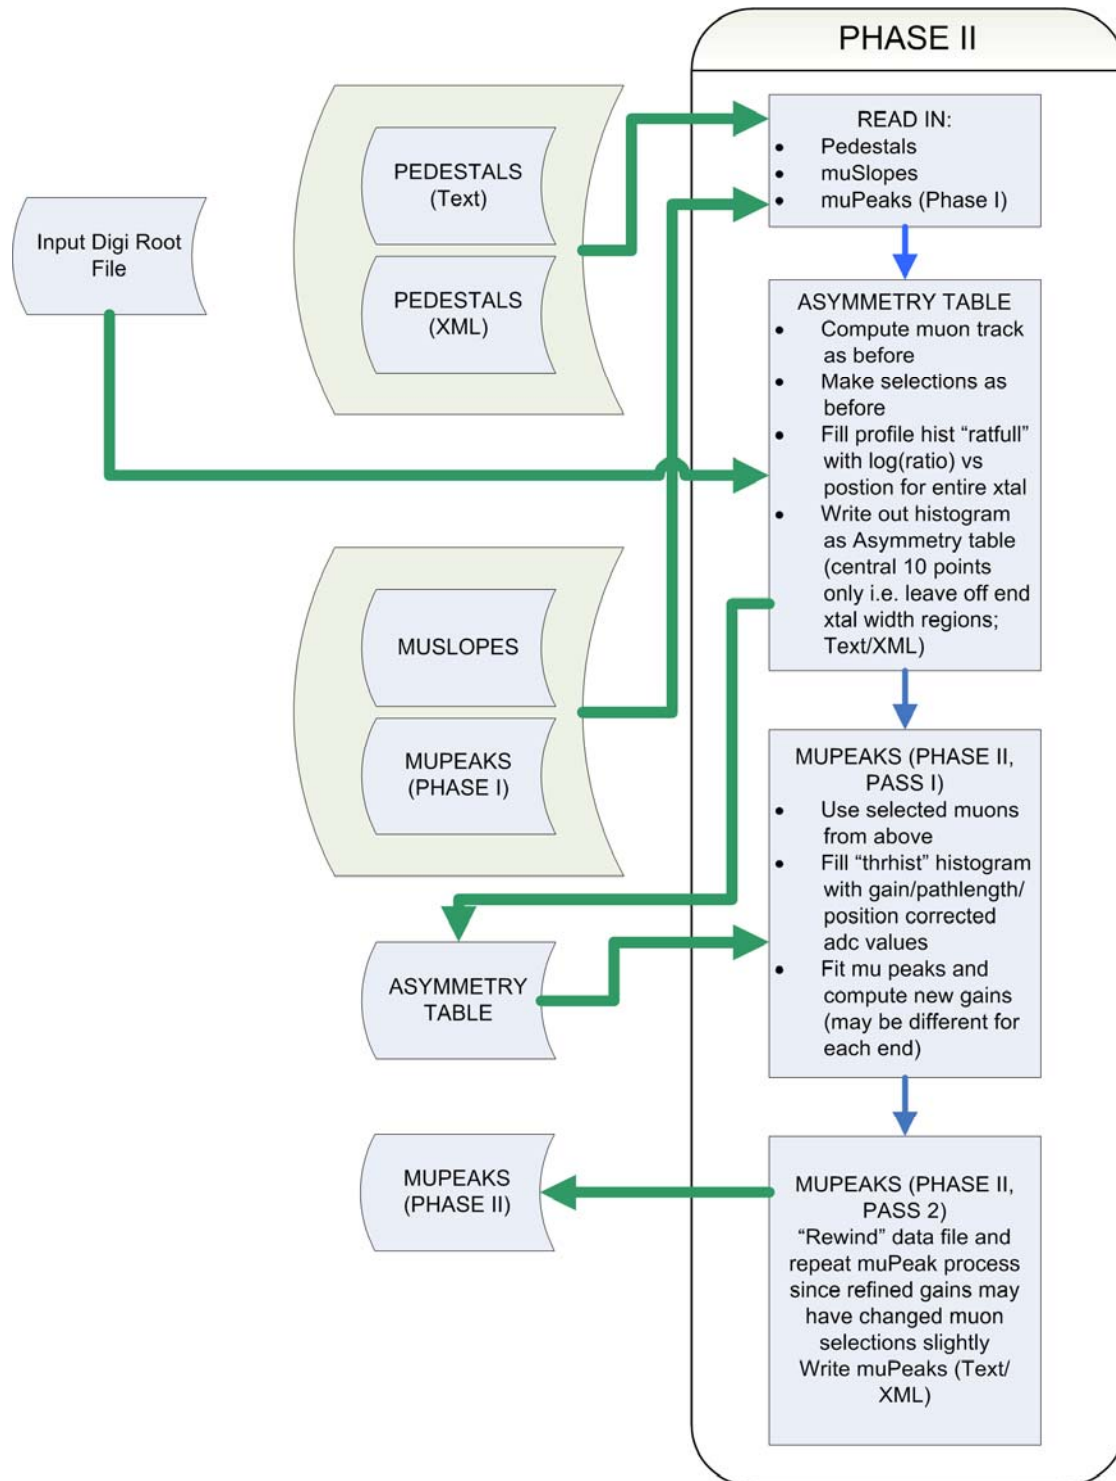 PHASE II
READ IN:
• Pedestals
• muSlopes
• muPeaks (Phase I)
PEDESTALS
(Text)
PEDESTALS
(XML)
Input Digi Root
File
ASYMMETRY TABLE
• Compute muon track
as before
• Make selections as
before
• Fill profile hist “ratfull”
with log(ratio) vs
postion for entire xtal
• Write out histogram
as Asymmetry table
(central 10 points
only i.e. leave off end
xtal width regions;
Text/XML)
MUSLOPES
MUPEAKS
(PHASE I)
MUPEAKS (PHASE II,
PASS I)
• Use selected muons
from above
• Fill “thrhist” histogram
with gain/pathlength/
position corrected
adc values
• Fit mu peaks and
compute new gains
(may be different for
each end)
ASYMMETRY
TABLE
MUPEAKS
(PHASE II)
MUPEAKS (PHASE II,
PASS 2)
“Rewind” data file and
repeat muPeak process
since refined gains may
have changed muon
selections slightly
Write muPeaks (Text/
XML)